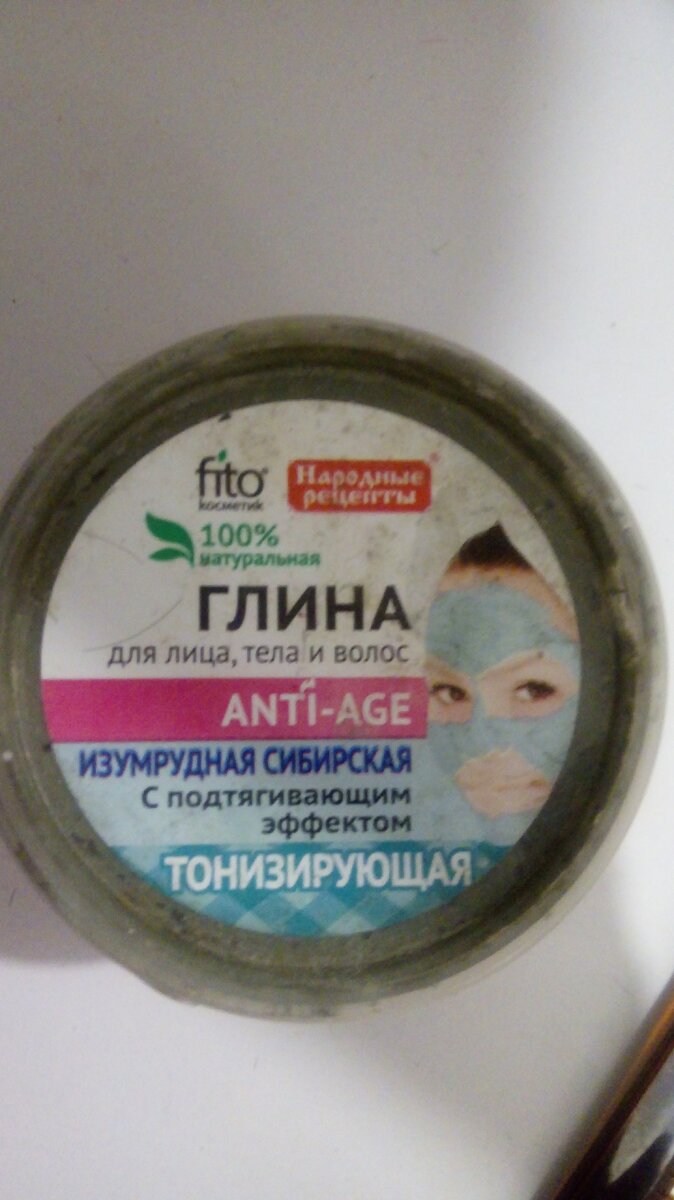 fito®
косметик
Народные®
рецепты
100%
натуральная
ГЛИНА
для лица, тела и волос
ANTI-AGE
ИЗУМРУДНАЯ СИБИРСКАЯ
С подтягивающим
эффектом
ТОНИЗИРУЮЩАЯ